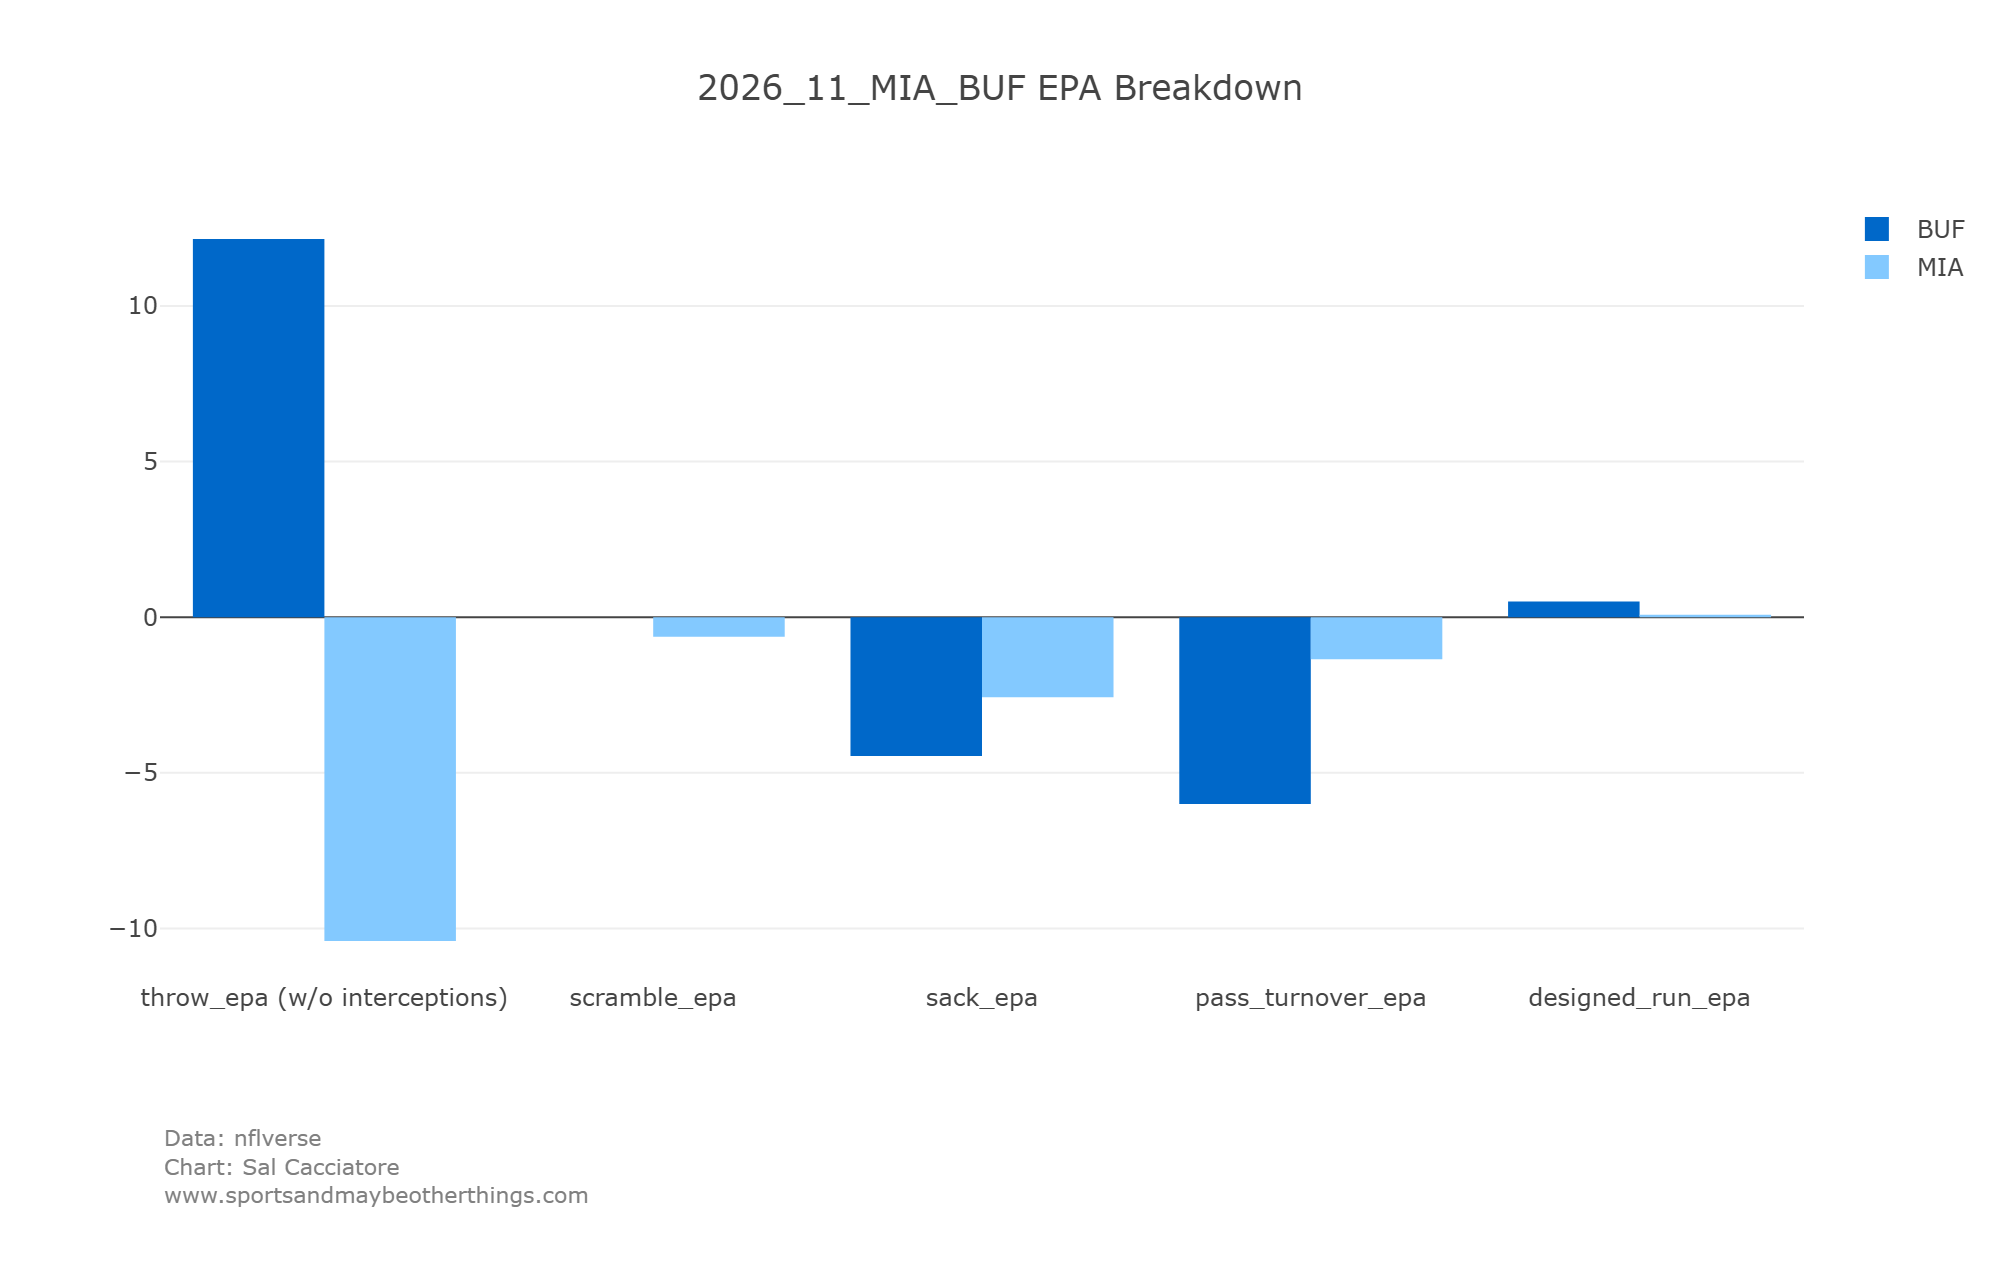 2026_11_MIA_BUF EPA Breakdown
BUF
MIA
10
5
0
−5
−10
throw_epa (w/o interceptions)
scramble_epa
sack_epa
pass_turnover_epa
designed_run_epa
Data: nflverse
Chart: Sal Cacciatore
www.sportsandmaybeotherthings.com